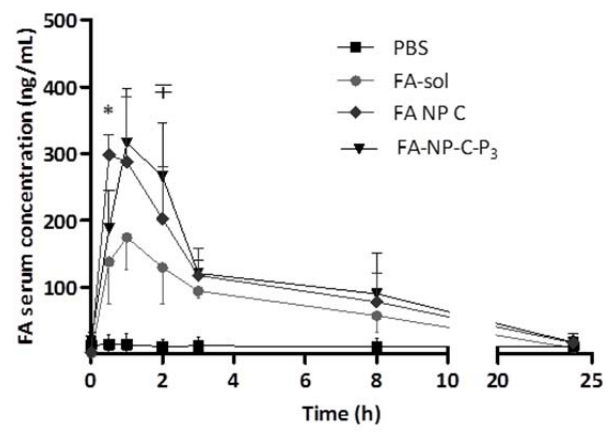 500
400
300
200
100
FA serum concentration (ng/mL)
*
‡
PBS
FA-sol
FA NP C
FA-NP-C-P₃
0 2 4 6 8 10 20 25
Time (h)